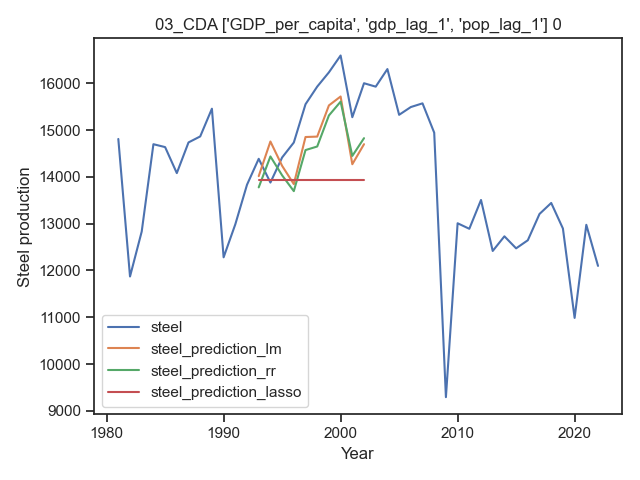 03_CDA ['GDP_per_capita', 'gdp_lag_1', 'pop_lag_1'] 0
Steel production
16000
15000
14000
13000
12000
11000
10000
9000
steel
steel_prediction_lm
steel_prediction_rr
steel_prediction_lasso
1980
1990
2000
2010
2020
Year